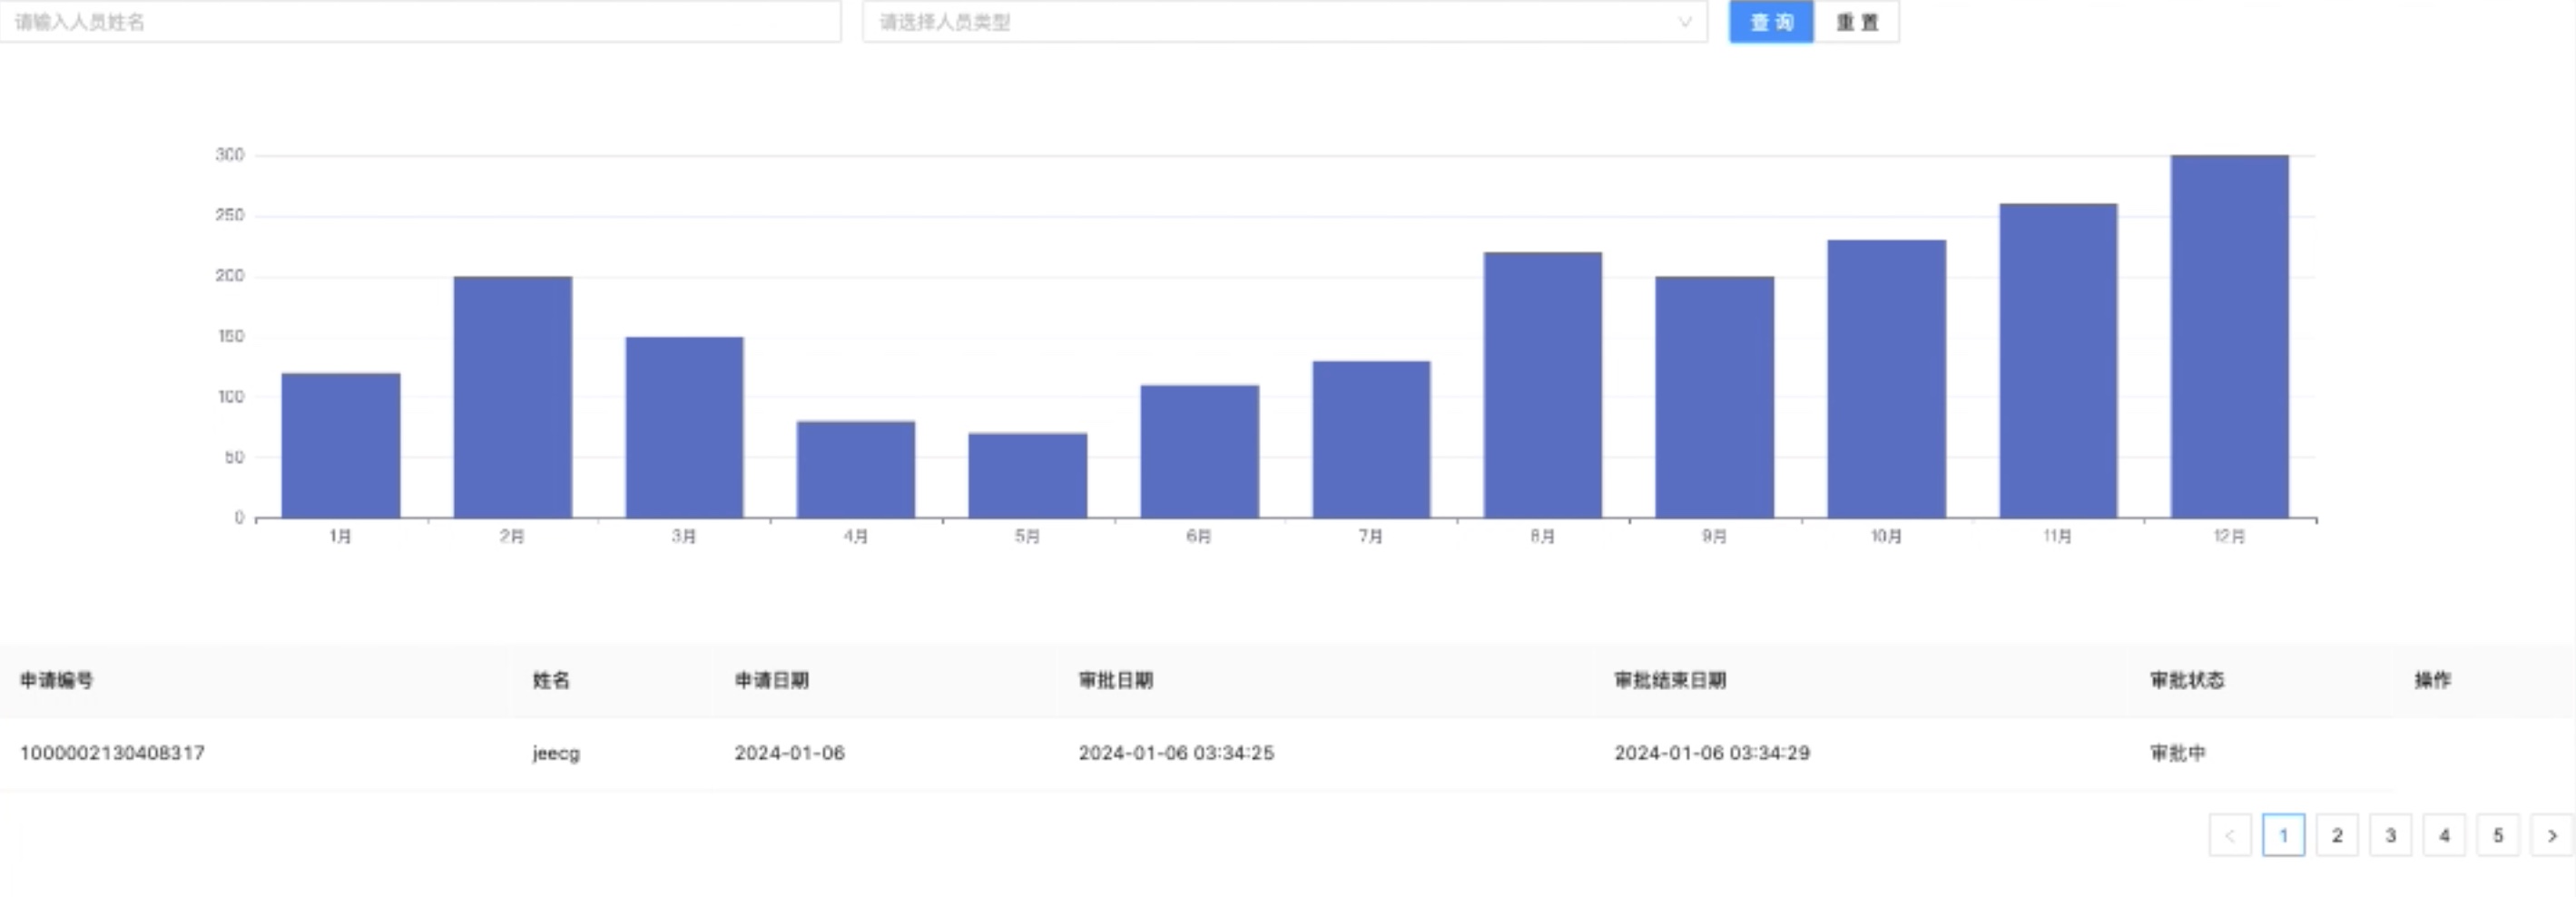 请输入人员姓名 请选择人员类型 查 询 重 置
300
250
200
150
100
50
0
1月 2月 3月 4月 5月 6月 7月 8月 9月 10月 11月 12月
申请编号 姓名 申请日期 审批日期 审批结束日期 审批状态 操作
1000002130408317 jeecg 2024-01-06 2024-01-06 03:34:25 2024-01-06 03:34:29 审批中
< 1 2 3 4 5 >